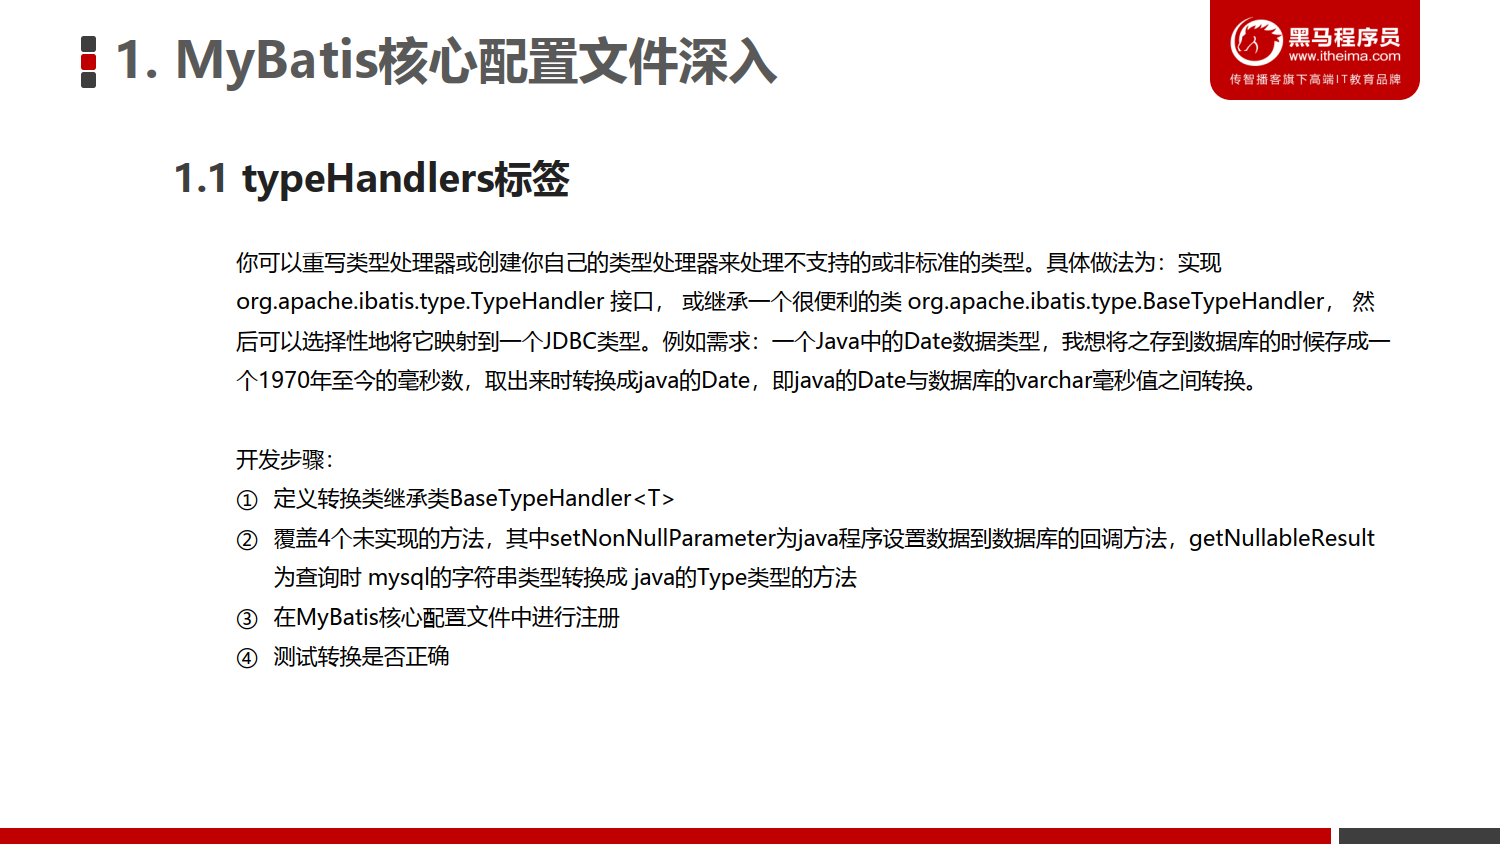 1. MyBatis核心配置文件深入
黑马程序员
www.itheima.com
传智播客旗下高端IT教育品牌
1.1 typeHandlers标签
你可以重写类型处理器或创建你自己的类型处理器来处理不支持的或非标准的类型。具体做法为：实现
org.apache.ibatis.type.TypeHandler 接口， 或继承一个很便利的类 org.apache.ibatis.type.BaseTypeHandler， 然
后可以选择性地将它映射到一个JDBC类型。例如需求：一个Java中的Date数据类型，我想将之存到数据库的时候存成一
个1970年至今的毫秒数，取出来时转换成java的Date，即java的Date与数据库的varchar毫秒值之间转换。
开发步骤：
① 定义转换类继承类BaseTypeHandler<T>
② 覆盖4个未实现的方法，其中setNonNullParameter为java程序设置数据到数据库的回调方法，getNullableResult
为查询时 mysql的字符串类型转换成 java的Type类型的方法
③ 在MyBatis核心配置文件中进行注册
④ 测试转换是否正确